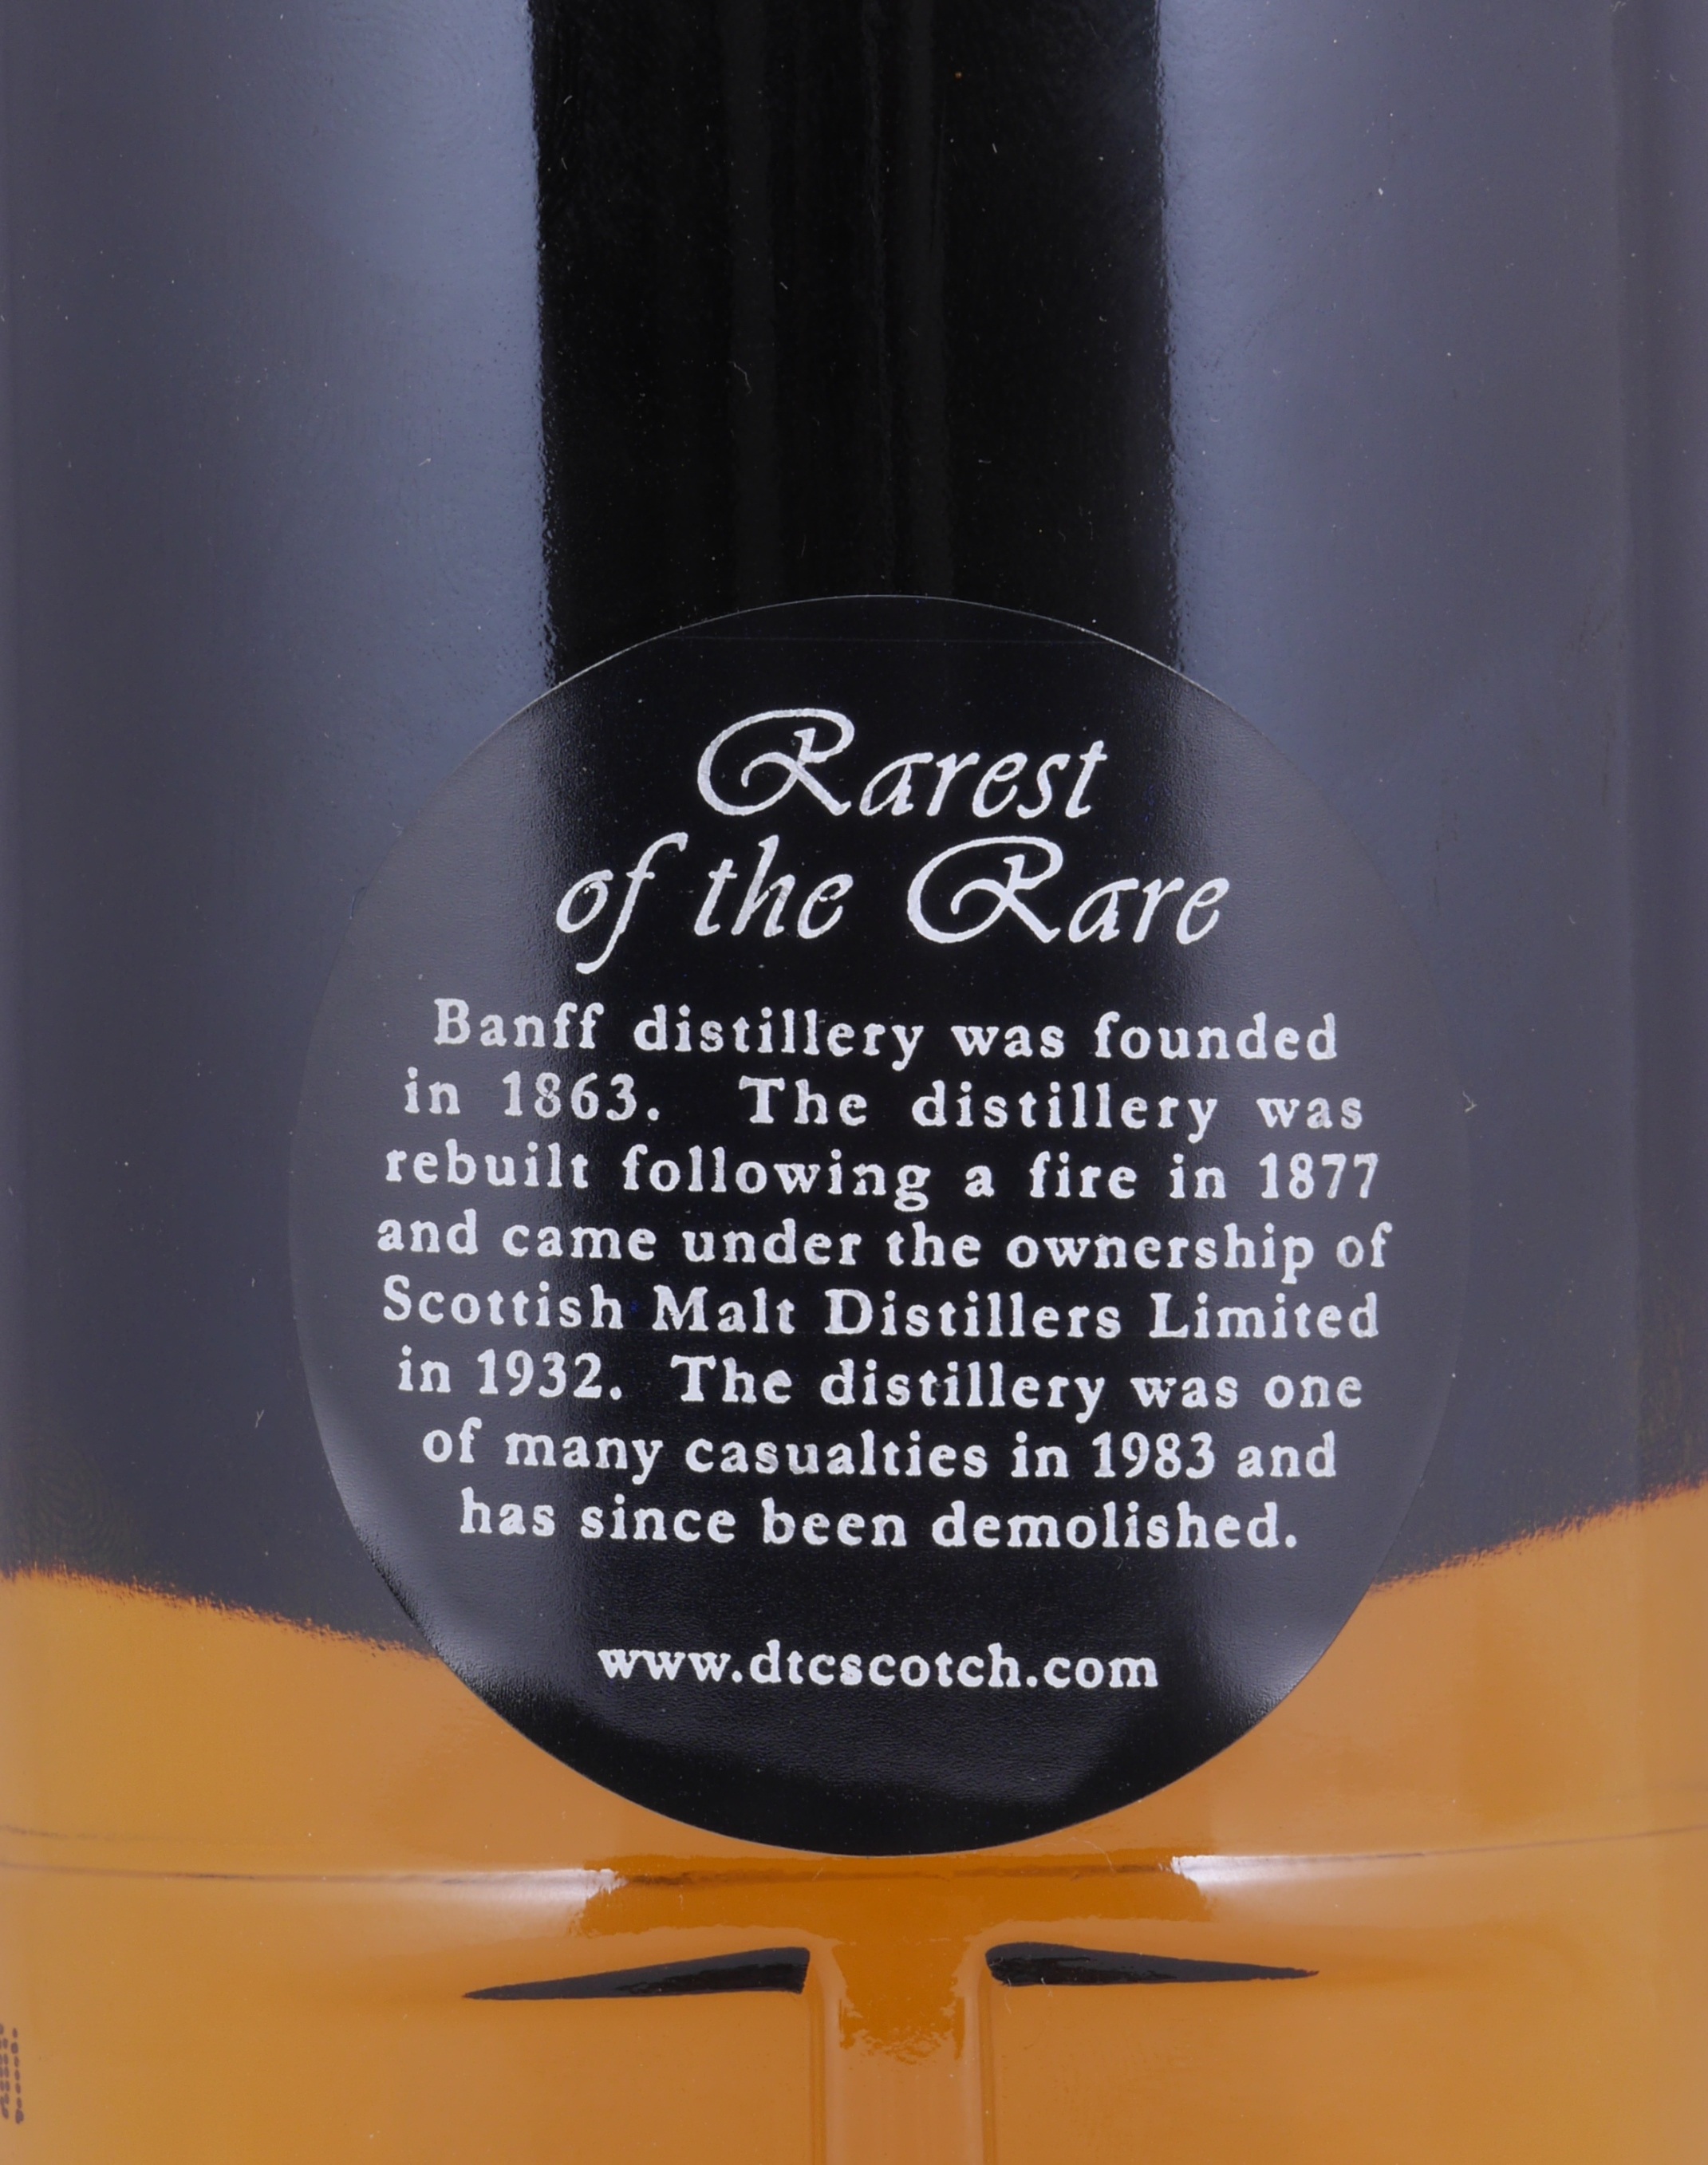 Rarest
of the Rare
Banff distillery was founded
in 1863. The distillery was
rebuilt following a fire in 1877
and came under the ownership of
Scottish Malt Distillers Limited
in 1932. The distillery was one
of many casualties in 1983 and
has since been demolished.
www.dtcscotch.com